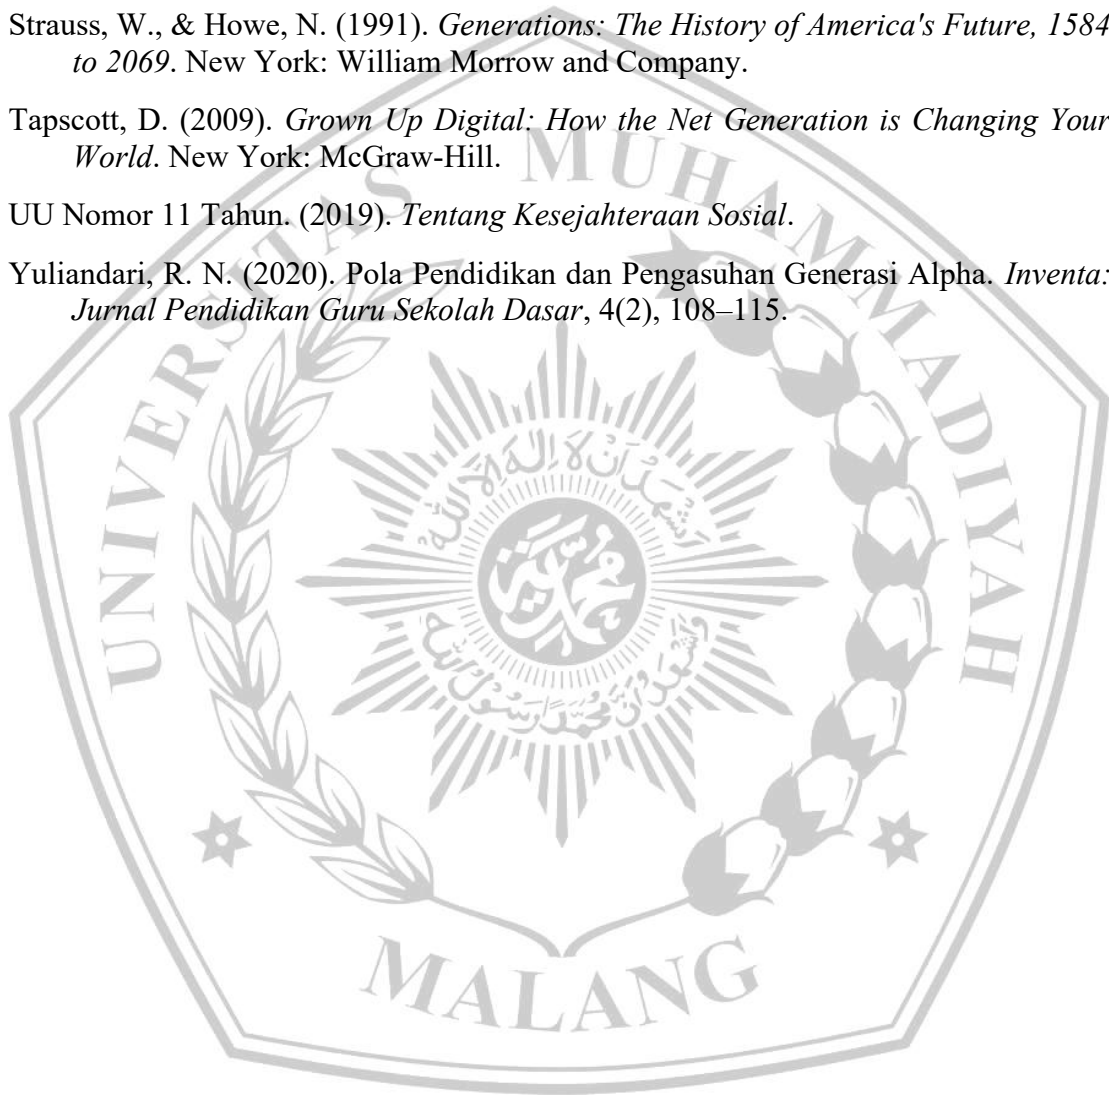 Strauss, W., & Howe, N. (1991). Generations: The History of America's Future, 1584
to 2069. New York: William Morrow and Company.
Tapscott, D. (2009). Grown Up Digital: How the Net Generation is Changing Your
World. New York: McGraw-Hill.
UU Nomor 11 Tahun. (2019). Tentang Kesejahteraan Sosial.
Yuliandari, R. N. (2020). Pola Pendidikan dan Pengasuhan Generasi Alpha. Inventa:
Jurnal Pendidikan Guru Sekolah Dasar, 4(2), 108–115.
UNIVERSITAS MUHAMMADIYAH
MALANG